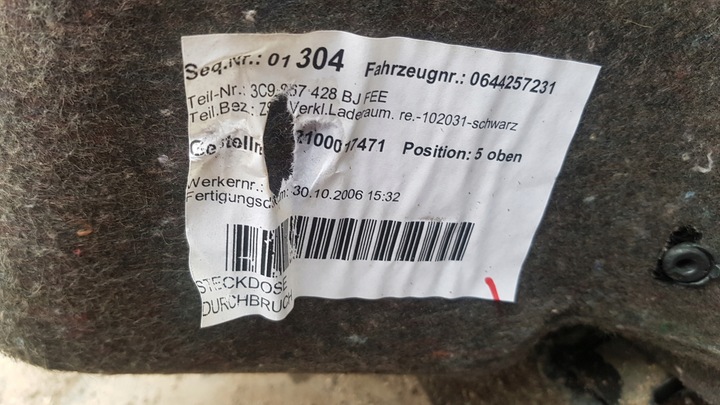 Seq.Nr.: 01 304 Fahrzeugnr.: 0644257231
Teil-Nr.: 3C9 867 428 BJ FEE
Teil.Bez.: Verkl.Laderaum. re.-102031-schwarz
2100017471 Position: 5 oben
Werkernr.:
30.10.2006 15:32
STECKDOSE
DURCHBRUCH